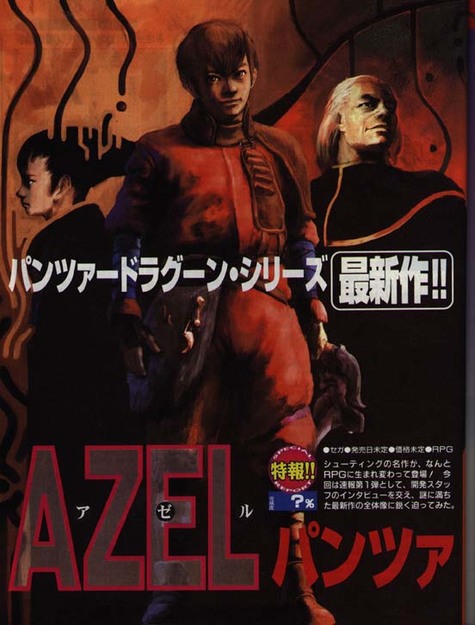 パンツァードラグーン・シリーズ 最新作!!
●セガ●発売日未定●価格未定●RPG
シューティングの名作が、なんと
RPGに生まれ変わって登場! 今
回は速報第1弾として、開発スタッ
フのインタビューを交え、謎に満ち
た最新作の全体像に鋭く迫ってみた。
SPECIAL
特報!!
REPORT
?%
AZEL
アゼル
パンツァ